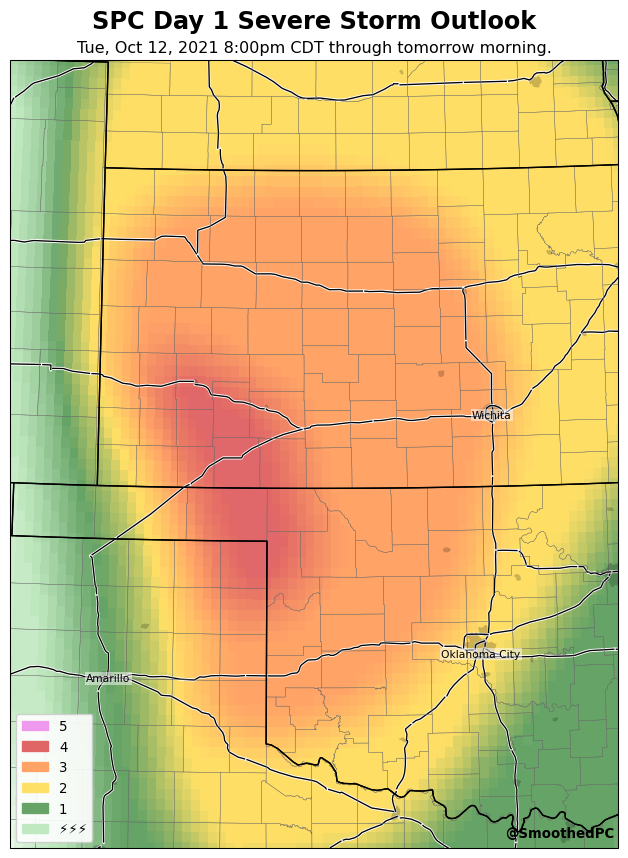 SPC Day 1 Severe Storm Outlook
Tue, Oct 12, 2021 8:00pm CDT through tomorrow morning.
Wichita
Oklahoma City
Amarillo
5
4
3
2
1
⚡⚡⚡
@SmoothedPC